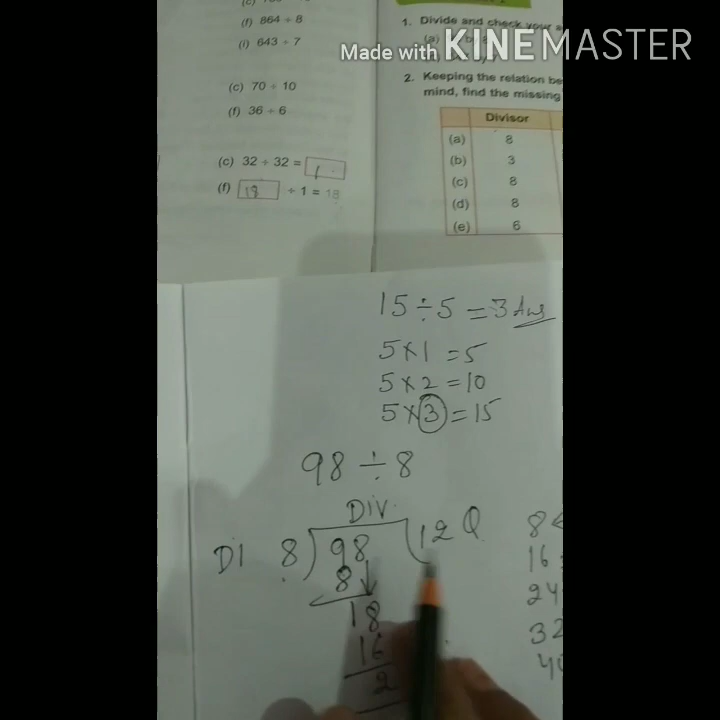 (f) 864 ÷ 8
(i) 643 ÷ 7
(c) 70 ÷ 10
(f) 36 ÷ 6
(c) 32 ÷ 32 = 1
(f) 18 ÷ 1 = 18
1. Divide and check your
Made with KINEMASTER
2. Keeping the relation be
mind, find the missing
Divisor
(a) 8
(b) 3
(c) 8
(d) 8
(e) 6
15 ÷ 5 = 3 Ans
5 × 1 = 5
5 × 2 = 10
5 × 3 = 15
98 ÷ 8
Div.
DI 8 ) 98 ( 12 Q
8
18
16
2
8
16
24
32